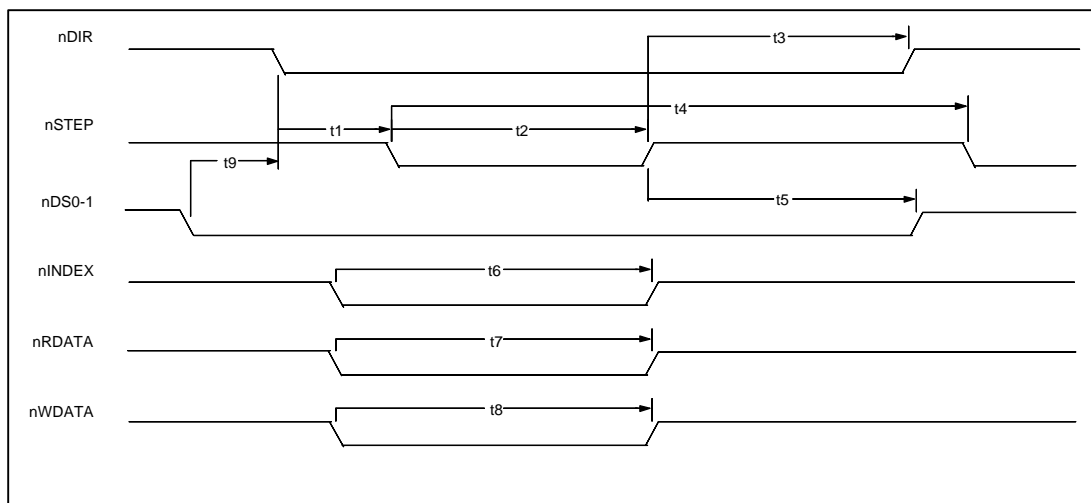 nDIR
t3
t4
nSTEP
t1
t2
t9
nDS0-1
t5
nINDEX
t6
nRDATA
t7
nWDATA
t8